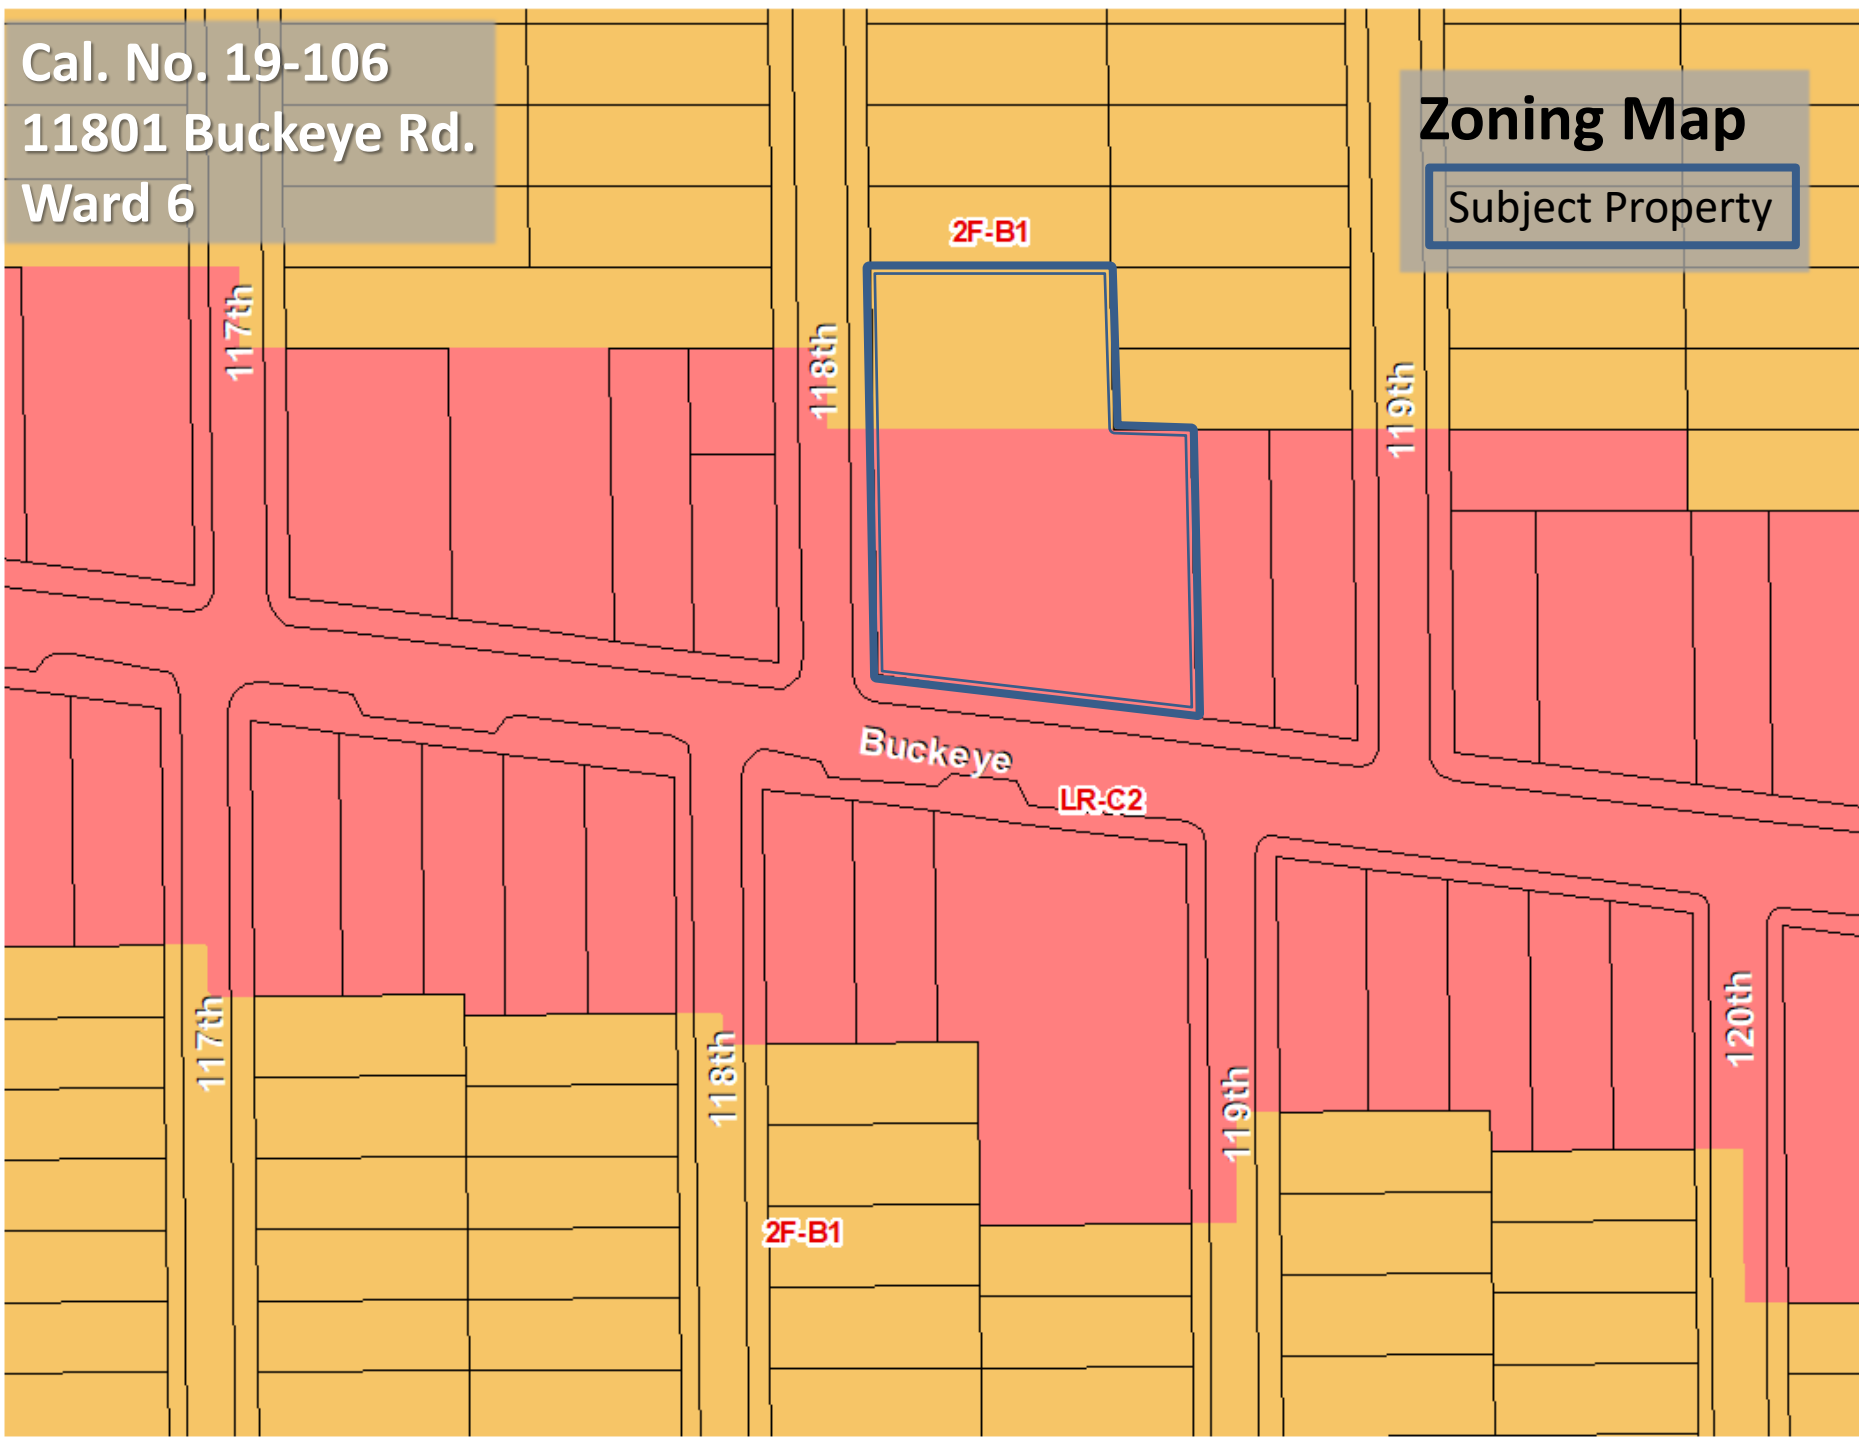 Cal. No. 19-106
11801 Buckeye Rd.
Ward 6
Zoning Map
Subject Property
2F-B1
117th
118th
119th
Buckeye
LR-C2
117th
118th
119th
120th
2F-B1